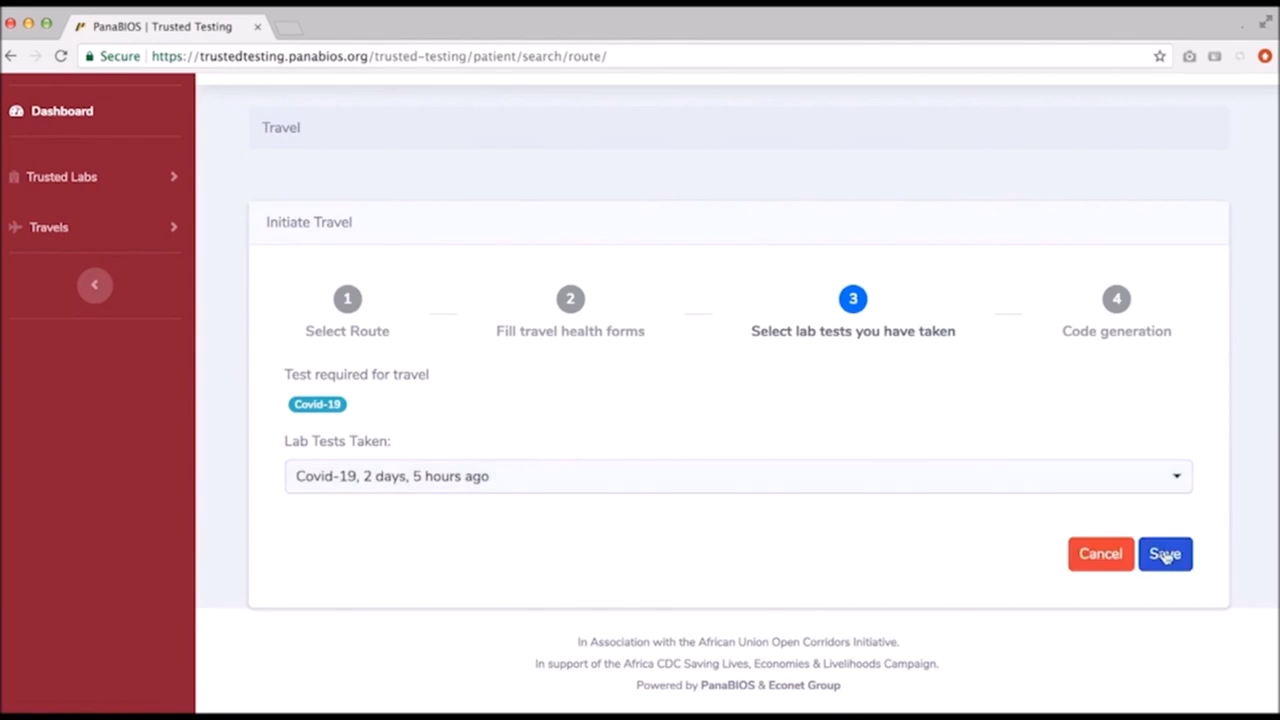 PanaBIOS | Trusted Testing
Secure https://trustedtesting.panabios.org/trusted-testing/patient/search/route/
Dashboard
Trusted Labs
Travels
Travel
Initiate Travel
1 2 3 4
Select Route Fill travel health forms Select lab tests you have taken Code generation
Test required for travel
Covid-19
Lab Tests Taken:
Covid-19, 2 days, 5 hours ago
Cancel Save
In Association with the African Union Open Corridors Initiative.
In support of the Africa CDC Saving Lives, Economies & Livelihoods Campaign.
Powered by PanaBIOS & Econet Group